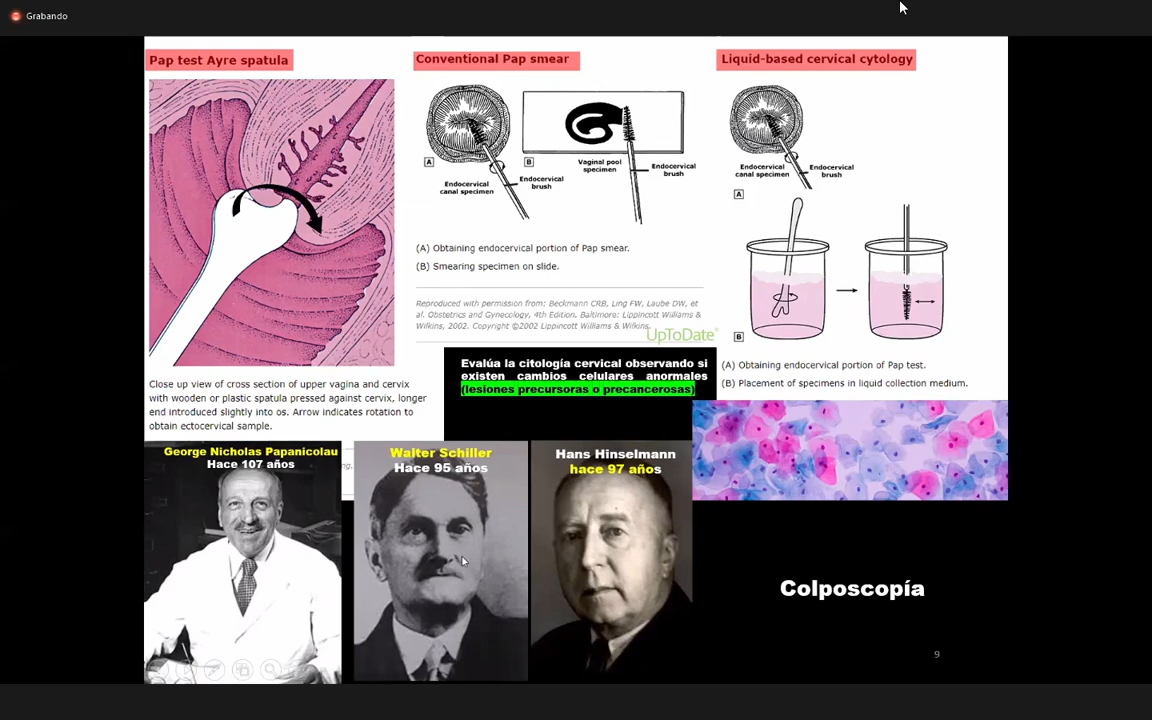 Grabando
Pap test Ayre spatula
Close up view of cross section of upper vagina and cervix
with wooden or plastic spatula pressed against cervix, longer
end introduced slightly into os. Arrow indicates rotation to
obtain ectocervical sample.
Conventional Pap smear
A
B
Endocervical
canal specimen
Endocervical
brush
Vaginal pool
specimen
Endocervical
brush
(A) Obtaining endocervical portion of Pap smear.
(B) Smearing specimen on slide.
Reproduced with permission from: Beckmann CRB, Ling FW, Laube DW, et
al. Obstetrics and Gynecology, 4th Edition. Baltimore: Lippincott Williams &
Wilkins, 2002. Copyright ©2002 Lippincott Williams & Wilkins.
UpToDate®
Liquid-based cervical cytology
Endocervical
canal specimen
Endocervical
brush
A
B
(A) Obtaining endocervical portion of Pap test.
(B) Placement of specimens in liquid collection medium.
Evalúa la citología cervical observando si
existen cambios celulares anormales
(lesiones precursoras o precancerosas)
George Nicholas Papanicolau
Hace 107 años
ng.
Walter Schiller
Hace 95 años
Hans Hinselmann
hace 97 años
Colposcopía
9